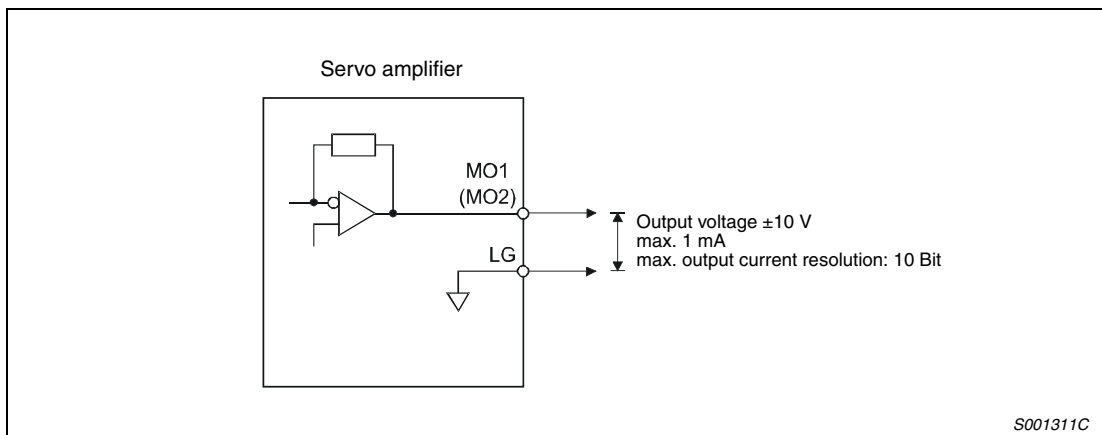 Servo amplifier
MO1
(MO2)
LG
Output voltage ±10 V
max. 1 mA
max. output current resolution: 10 Bit
S001311C